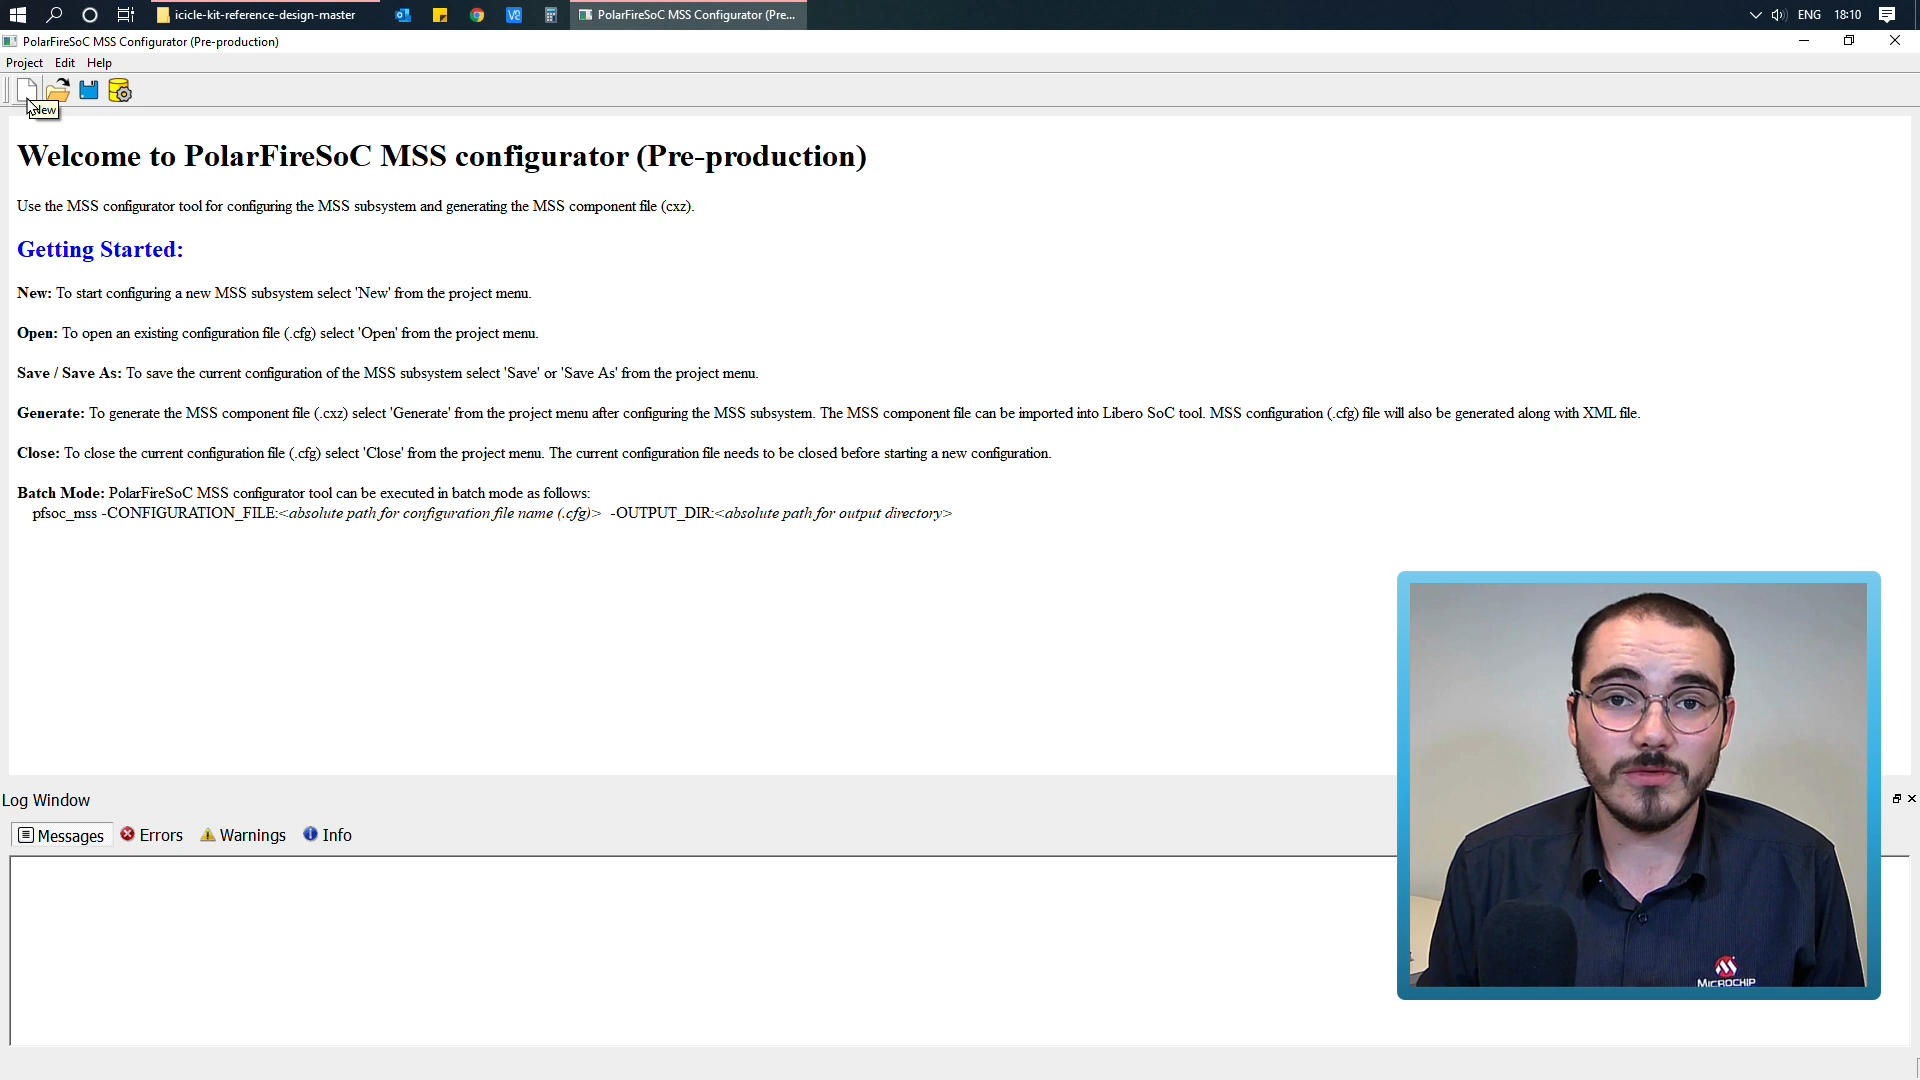 icicle-kit-reference-design-master
PolarFireSoC MSS Configurator (Pre...
ENG
18:10
PolarFireSoC MSS Configurator (Pre-production)
Project Edit Help
New
Welcome to PolarFireSoC MSS configurator (Pre-production)
Use the MSS configurator tool for configuring the MSS subsystem and generating the MSS component file (cxz).
Getting Started:
New: To start configuring a new MSS subsystem select 'New' from the project menu.
Open: To open an existing configuration file (.cfg) select 'Open' from the project menu.
Save / Save As: To save the current configuration of the MSS subsystem select 'Save' or 'Save As' from the project menu.
Generate: To generate the MSS component file (.cxz) select 'Generate' from the project menu after configuring the MSS subsystem. The MSS component file can be imported into Libero SoC tool. MSS configuration (.cfg) file will also be generated along with XML file.
Close: To close the current configuration file (.cfg) select 'Close' from the project menu. The current configuration file needs to be closed before starting a new configuration.
Batch Mode: PolarFireSoC MSS configurator tool can be executed in batch mode as follows:
pfsoc_mss -CONFIGURATION_FILE:<absolute path for configuration file name (.cfg)> -OUTPUT_DIR:<absolute path for output directory>
Log Window
Messages Errors Warnings Info
MICROCHIP